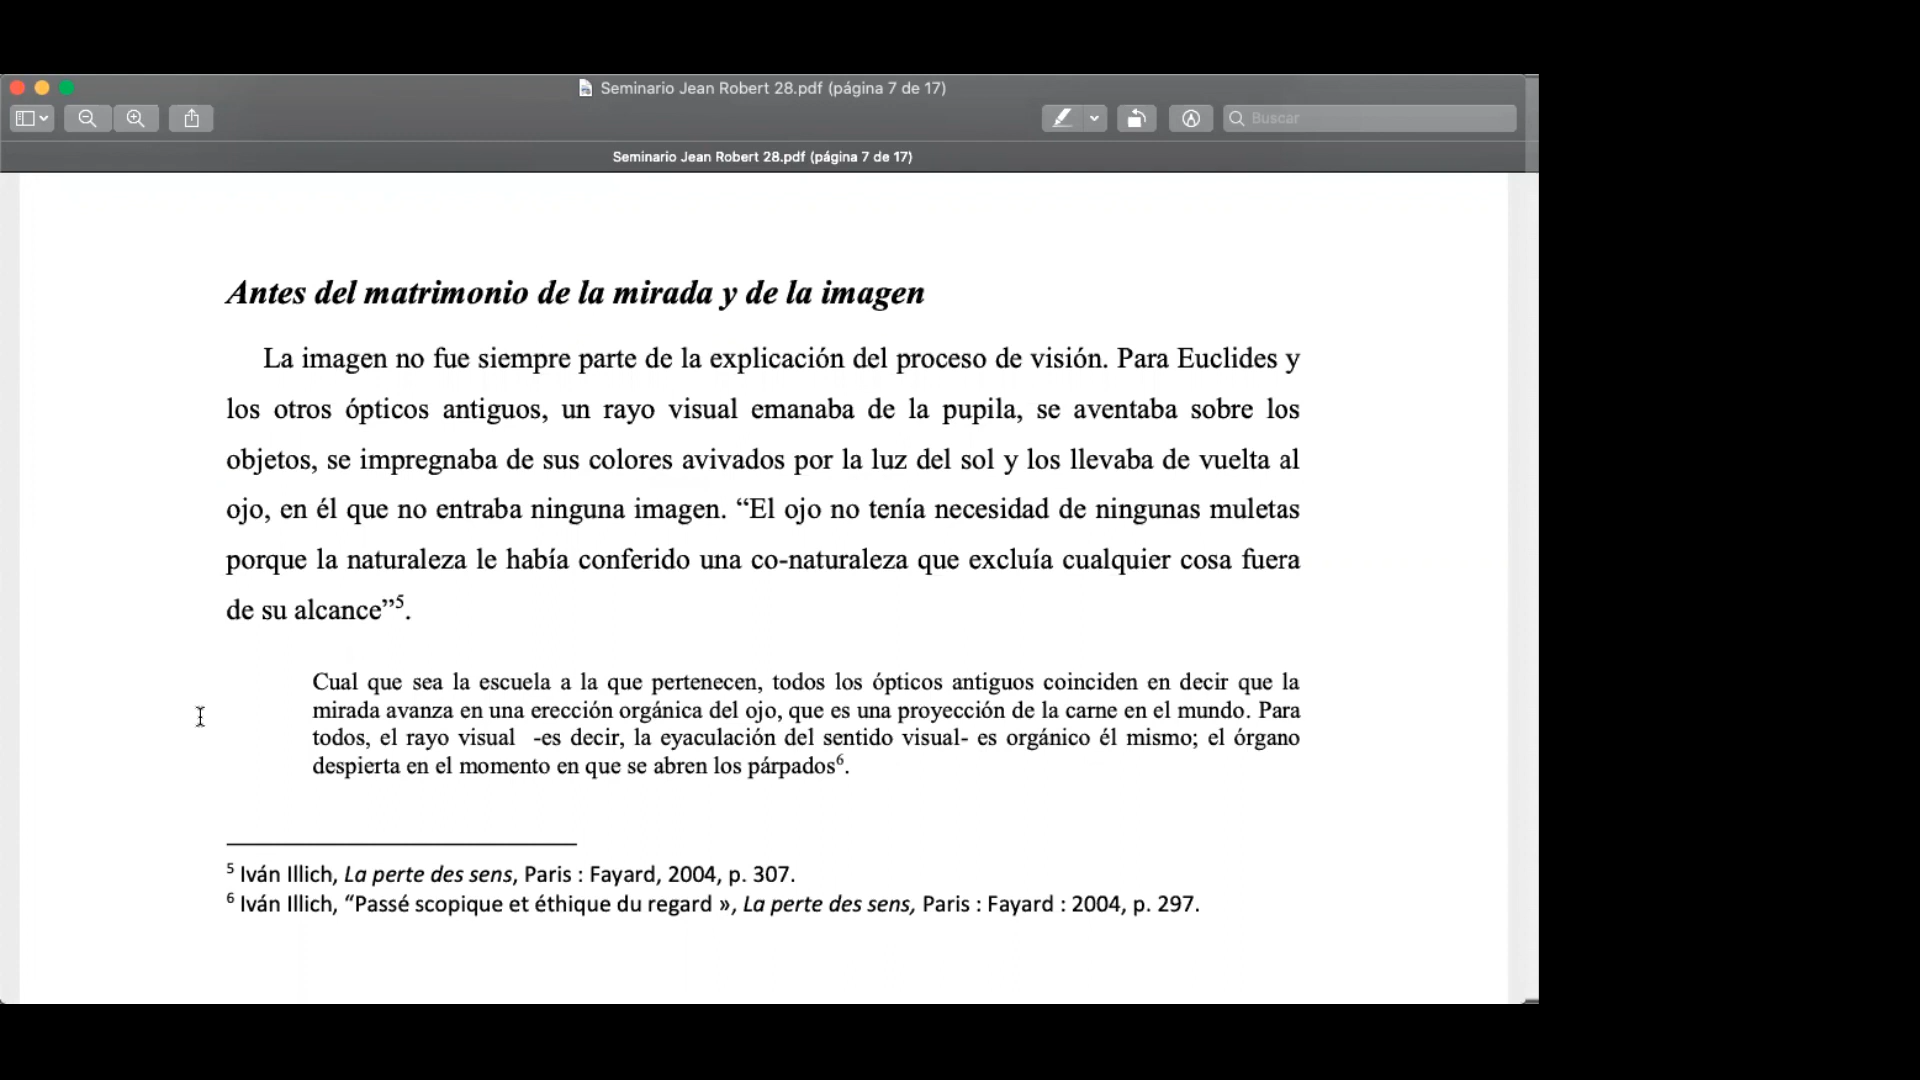 Seminario Jean Robert 28.pdf (página 7 de 17)
Buscar
Seminario Jean Robert 28.pdf (página 7 de 17)
Antes del matrimonio de la mirada y de la imagen
La imagen no fue siempre parte de la explicación del proceso de visión. Para Euclides y
los otros ópticos antiguos, un rayo visual emanaba de la pupila, se aventaba sobre los
objetos, se impregnaba de sus colores avivados por la luz del sol y los llevaba de vuelta al
ojo, en él que no entraba ninguna imagen. “El ojo no tenía necesidad de ningunas muletas
porque la naturaleza le había conferido una co-naturaleza que excluía cualquier cosa fuera
de su alcance”⁵.
Cual que sea la escuela a la que pertenecen, todos los ópticos antiguos coinciden en decir que la
mirada avanza en una erección orgánica del ojo, que es una proyección de la carne en el mundo. Para
todos, el rayo visual -es decir, la eyaculación del sentido visual- es orgánico él mismo; el órgano
despierta en el momento en que se abren los párpados⁶.
⁵ Iván Illich, La perte des sens, Paris : Fayard, 2004, p. 307.
⁶ Iván Illich, “Passé scopique et éthique du regard », La perte des sens, Paris : Fayard : 2004, p. 297.